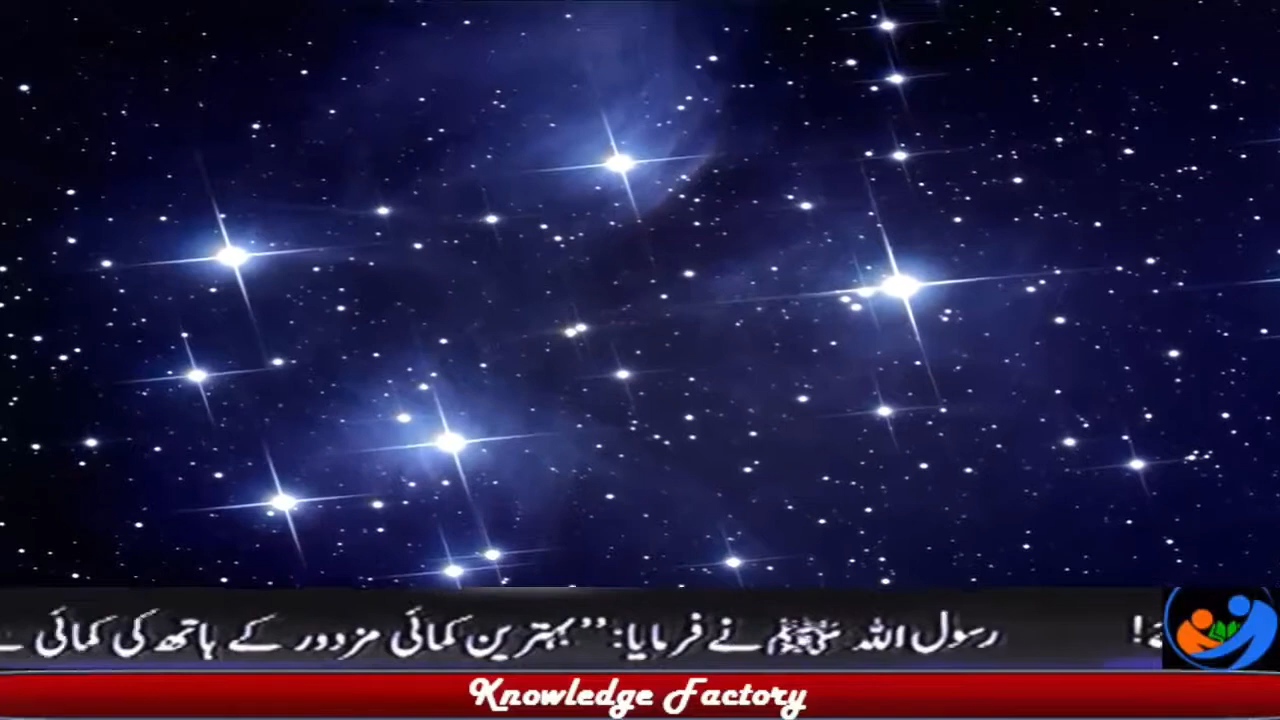 رسول اللہ ﷺ نے فرمایا: ’’بہترین کمائی مزدور کے ہاتھ کی کمائی
Knowledge Factory